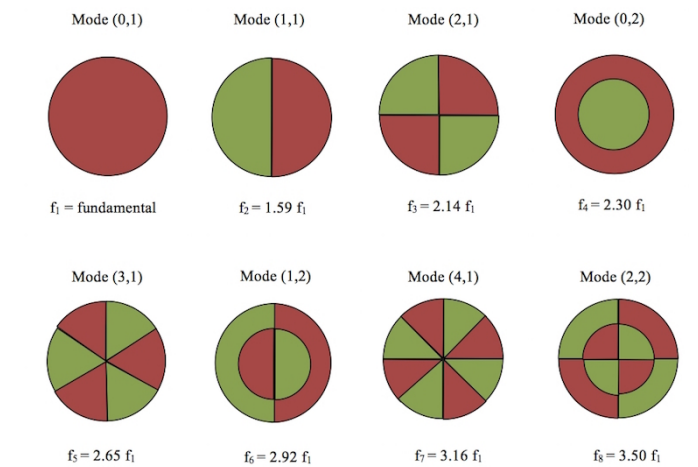 Mode (0,1) Mode (1,1) Mode (2,1) Mode (0,2)
f₁ = fundamental f₂ = 1.59 f₁ f₃ = 2.14 f₁ f₄ = 2.30 f₁
Mode (3,1) Mode (1,2) Mode (4,1) Mode (2,2)
f₅ = 2.65 f₁ f₆ = 2.92 f₁ f₇ = 3.16 f₁ f₈ = 3.50 f₁